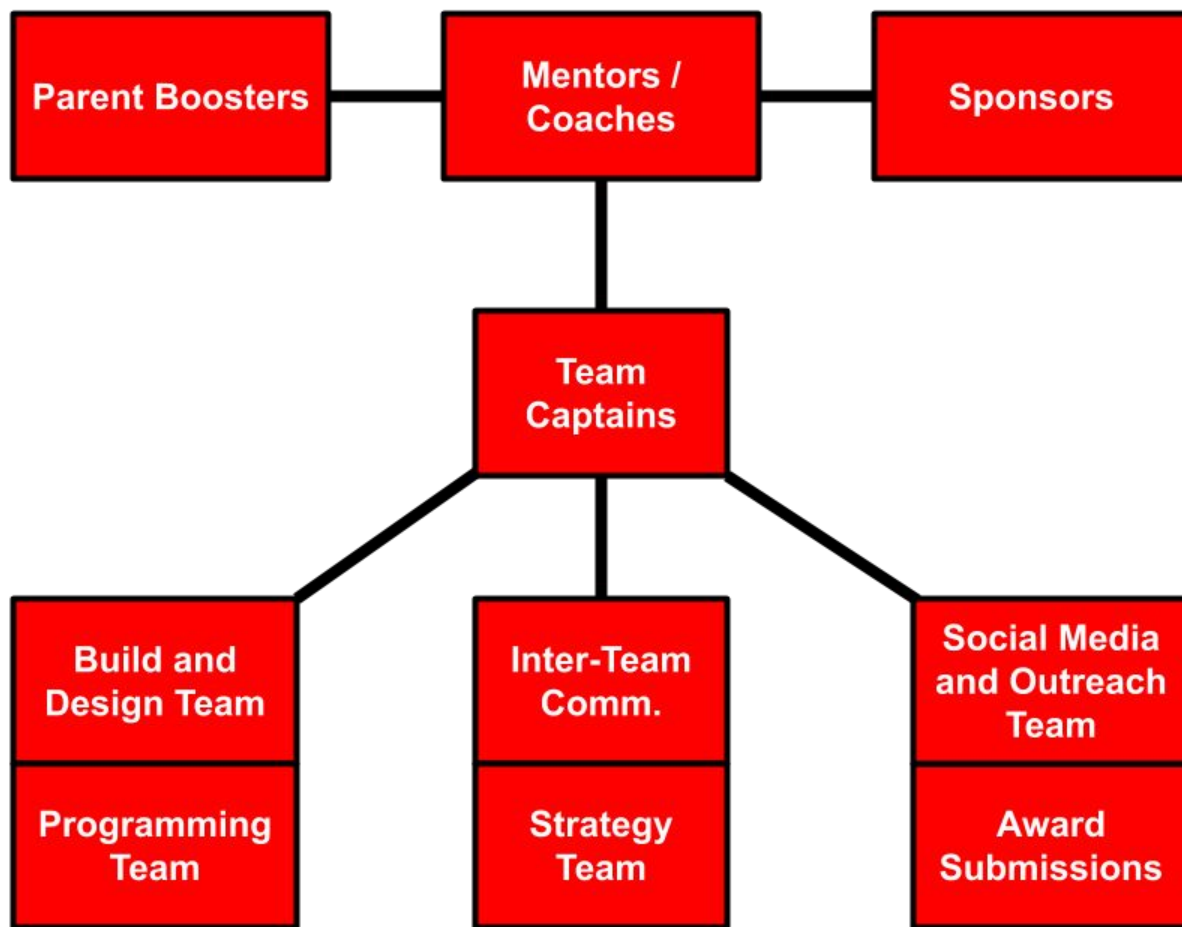 Parent Boosters
Mentors /
Coaches
Sponsors
Team
Captains
Build and
Design Team
Inter-Team
Comm.
Social Media
and Outreach
Team
Programming
Team
Strategy
Team
Award
Submissions